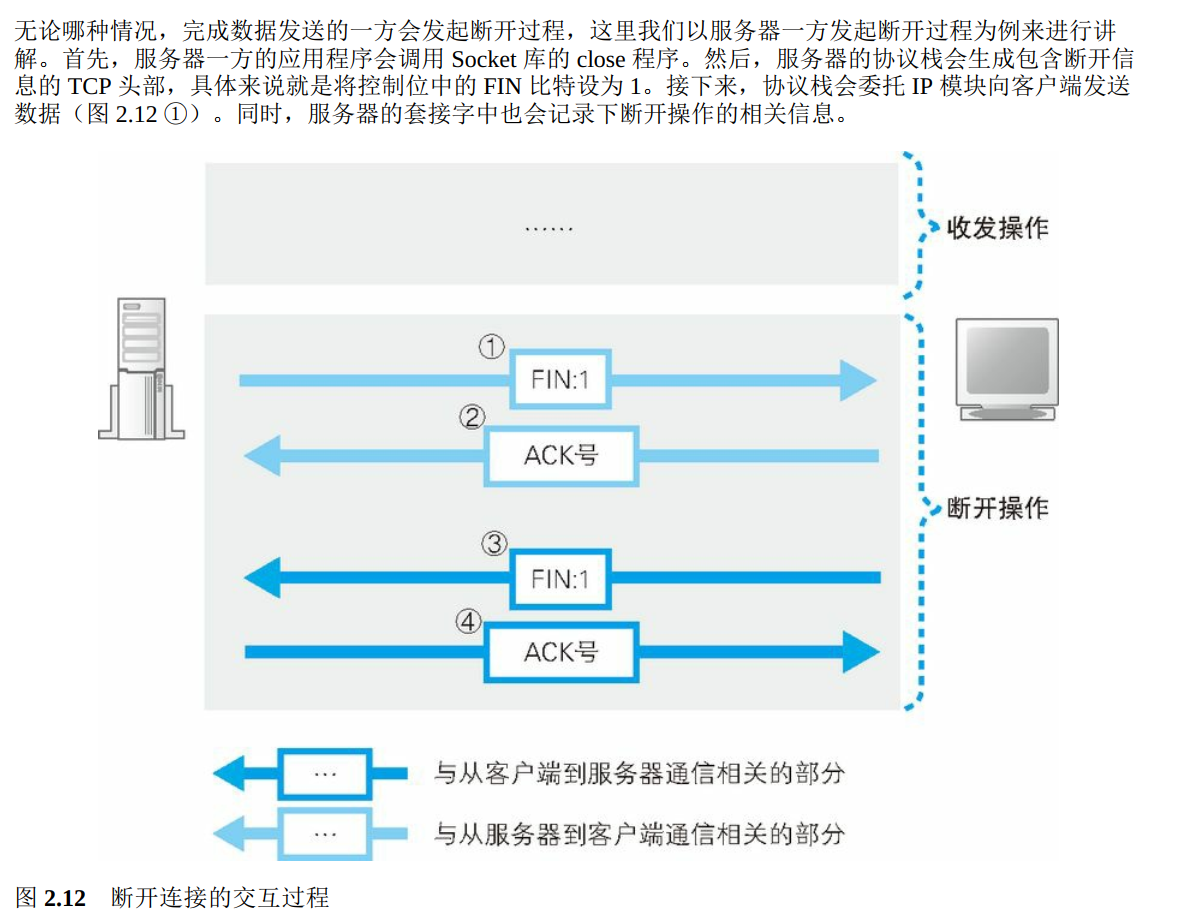 无论哪种情况，完成数据发送的一方会发起断开过程，这里我们以服务器一方发起断开过程为例来进行讲
解。首先，服务器一方的应用程序会调用 Socket 库的 close 程序。然后，服务器的协议栈会生成包含断开信
息的 TCP 头部，具体来说就是将控制位中的 FIN 比特设为 1。接下来，协议栈会委托 IP 模块向客户端发送
数据（图 2.12 ①）。同时，服务器的套接字中也会记录下断开操作的相关信息。
……
收发操作
①
FIN:1
②
ACK号
断开操作
③
FIN:1
④
ACK号
… 与从客户端到服务器通信相关的部分
… 与从服务器到客户端通信相关的部分
图 2.12 断开连接的交互过程